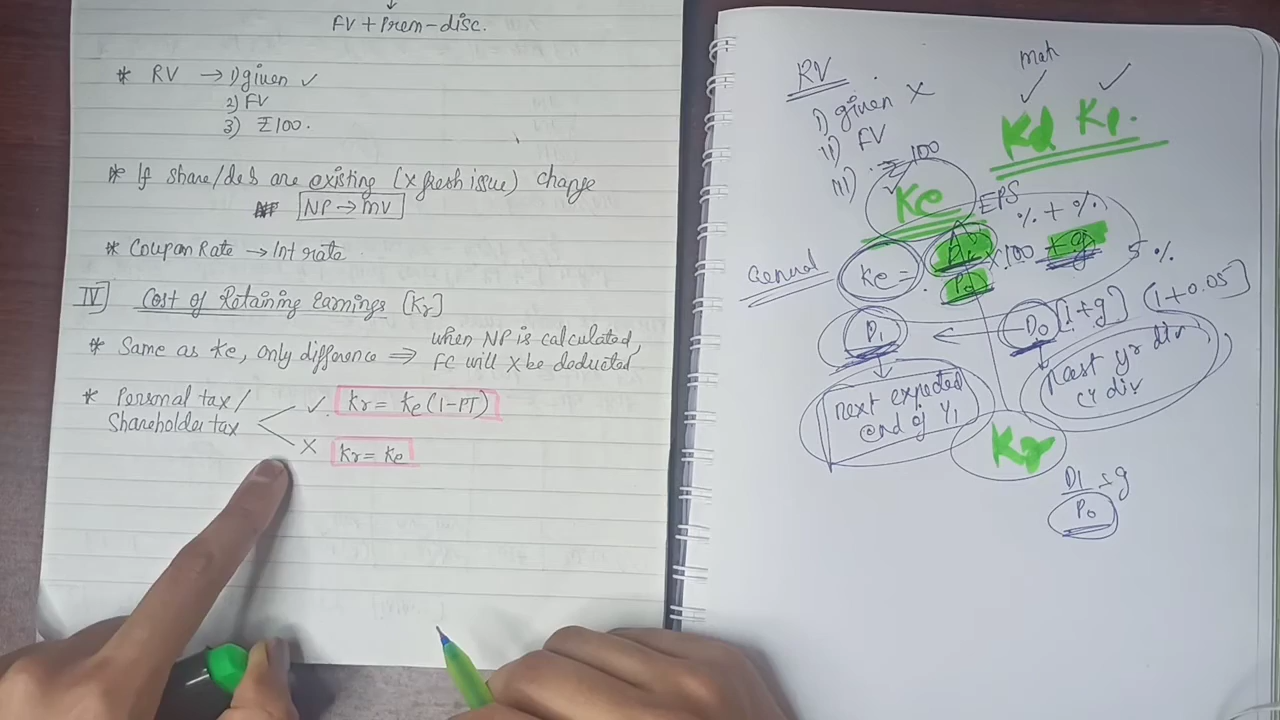 FV + Prem - disc.
* RV → 1) given ✓
2) FV
3) ₹100.
* If share/deb are existing (x fresh issue) change
NP → MV
* Coupon Rate → Int rate
IV] Cost of Retaining Earnings [Kr]
* Same as Ke, only difference ⇒ when NP is calculated,
FC will X be deducted
* Personal tax/
Shareholder tax
✓. Kr = Ke (1-PT)
X Kr = Ke
RV
i) given X
ii) FV
iii) ₹ 100
mat
✓ ✓
Kd Kp.
Ke
EPS
% + %
General
Ke = D1 x 100 + g
P0
5 %
D1 ← D0 [1+g] (1+0.05]
next expected
end of Y1
Past yr div
cr div
Kr
D1 + g
P0